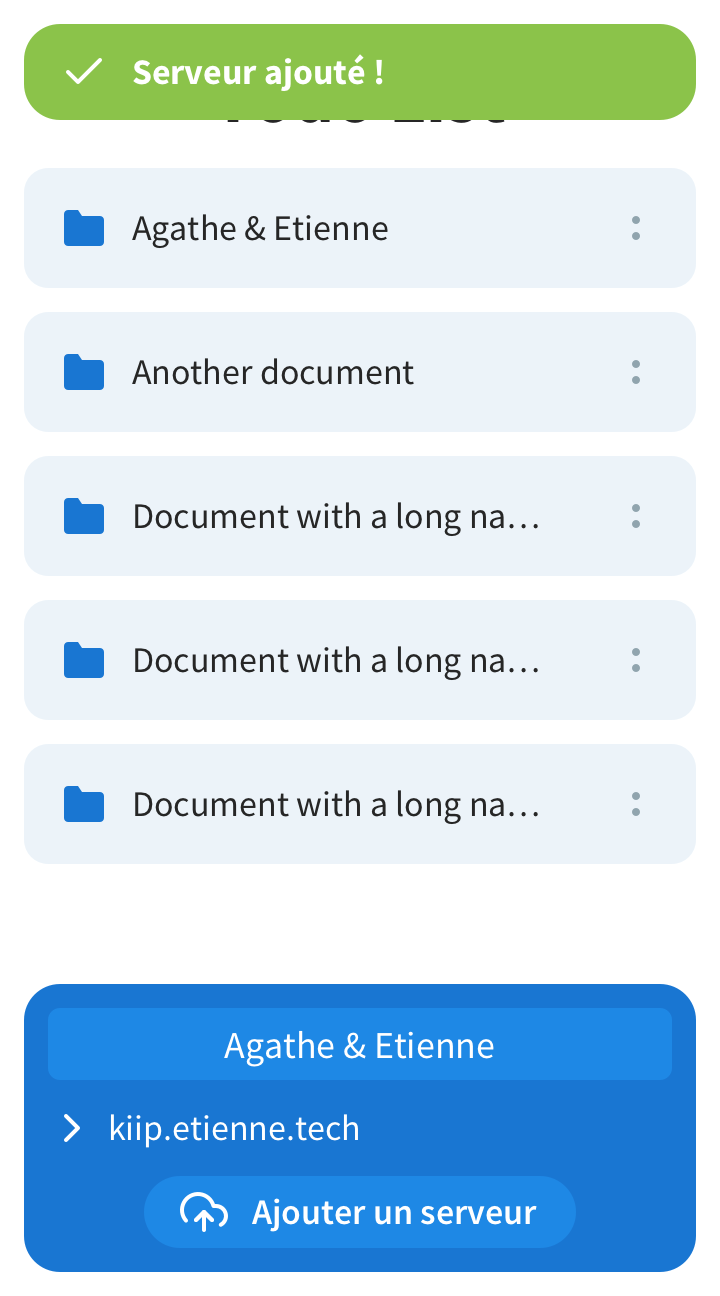 Serveur ajouté !
Agathe & Etienne
Another document
Document with a long na…
Document with a long na…
Document with a long na…
Agathe & Etienne
kiip.etienne.tech
Ajouter un serveur